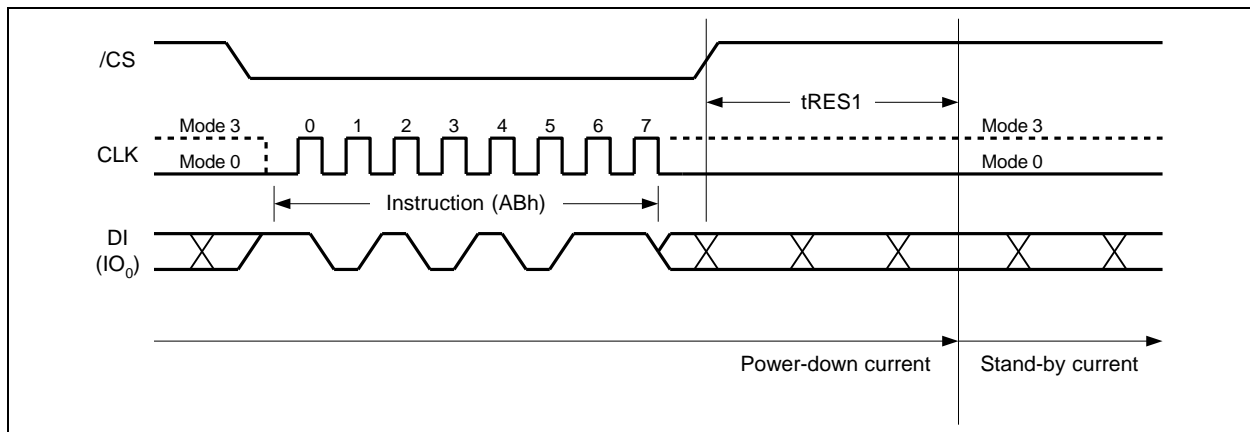 /CS
tRES1
Mode 3 0 1 2 3 4 5 6 7 Mode 3
CLK
Mode 0 Mode 0
Instruction (ABh)
DI
(IO0)
Power-down current Stand-by current